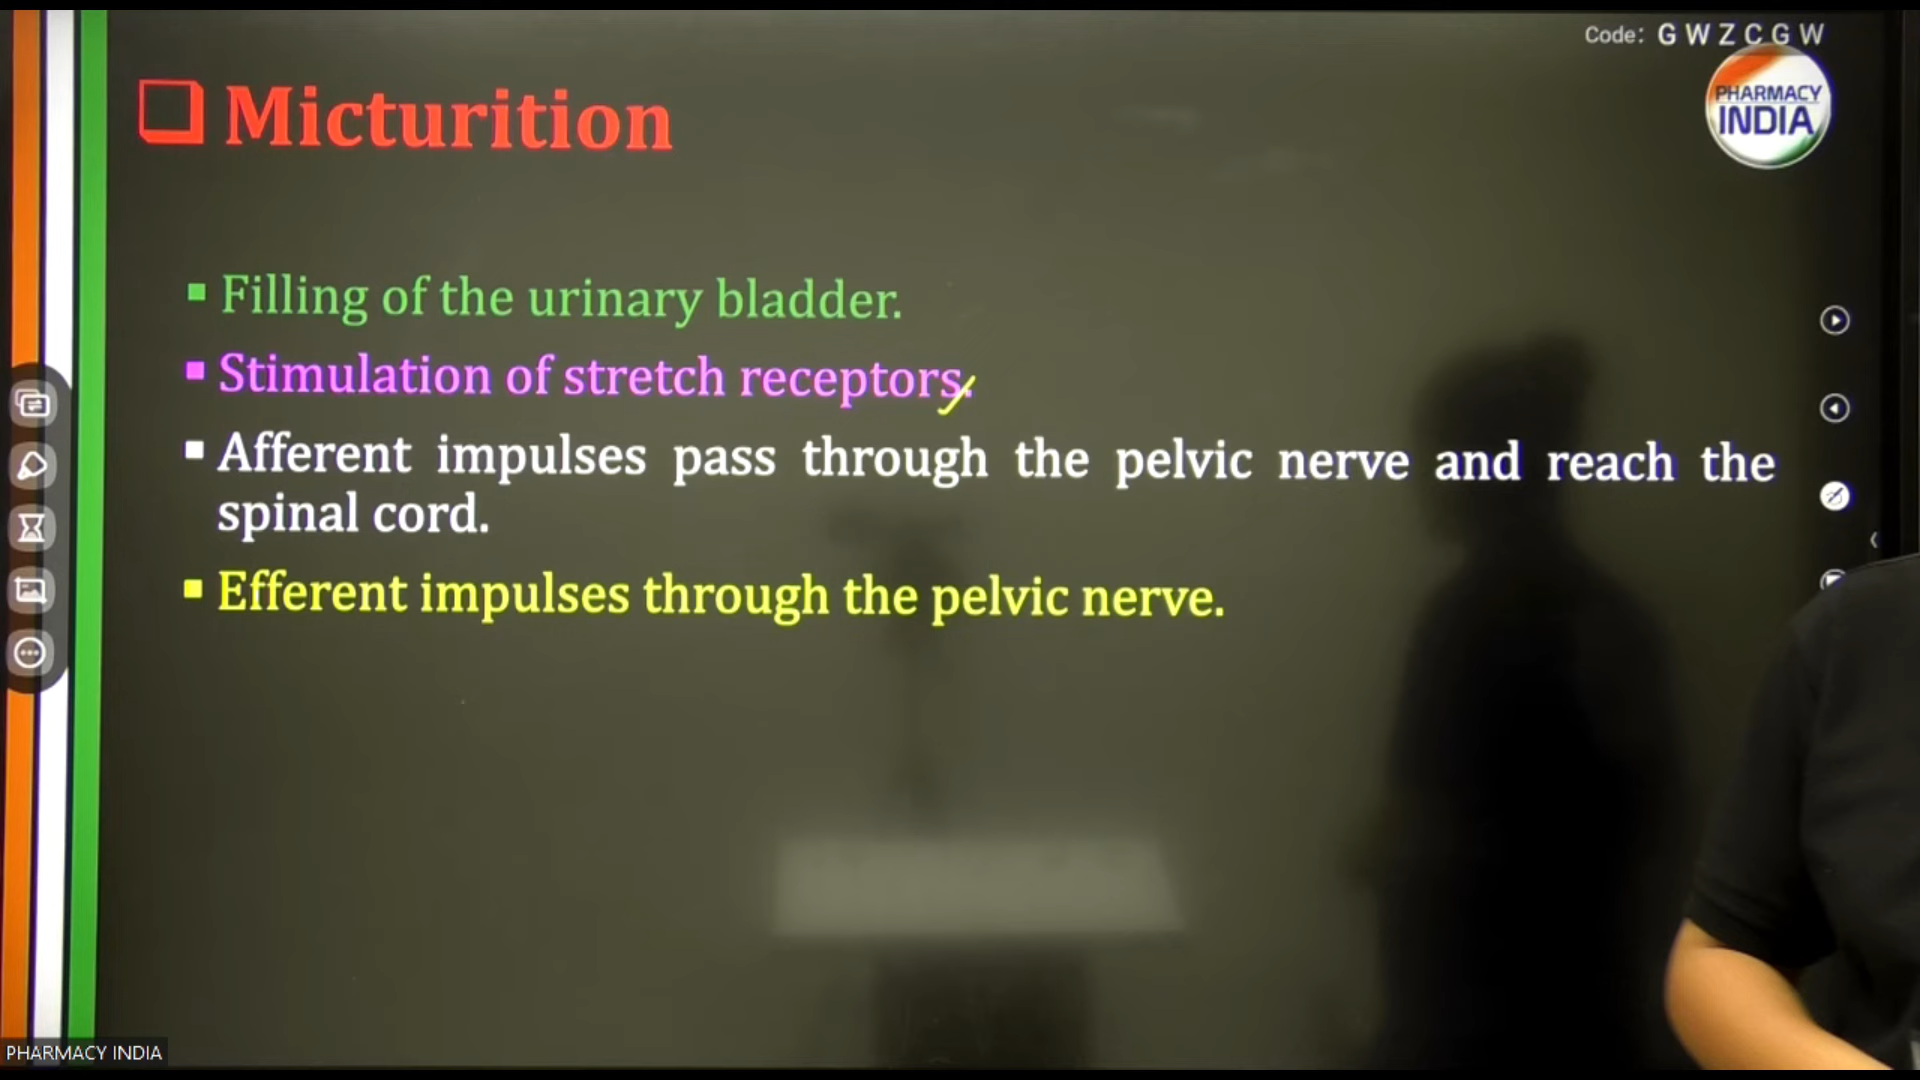 Code: G W Z C G W
PHARMACY
INDIA
Micturition
Filling of the urinary bladder.
Stimulation of stretch receptors.
Afferent impulses pass through the pelvic nerve and reach the
spinal cord.
Efferent impulses through the pelvic nerve.
PHARMACY INDIA